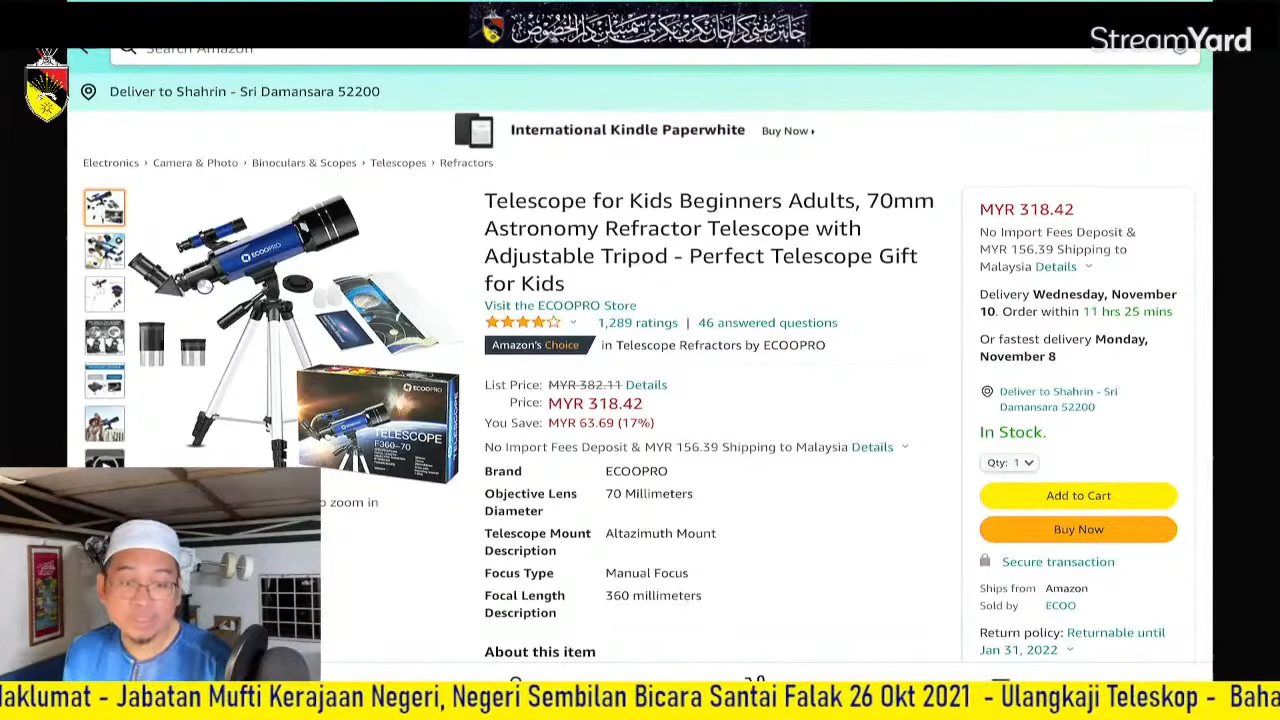 StreamYard
Search Amazon
Deliver to Shahrin - Sri Damansara 52200
International Kindle Paperwhite Buy Now
Electronics › Camera & Photo › Binoculars & Scopes › Telescopes › Refractors
Telescope for Kids Beginners Adults, 70mm
Astronomy Refractor Telescope with
Adjustable Tripod - Perfect Telescope Gift
for Kids
Visit the ECOOPRO Store
1,289 ratings | 46 answered questions
Amazon's Choice in Telescope Refractors by ECOOPRO
List Price: MYR 382.11 Details
Price: MYR 318.42
You Save: MYR 63.69 (17%)
No Import Fees Deposit & MYR 156.39 Shipping to Malaysia Details
Brand ECOOPRO
Objective Lens Diameter 70 Millimeters
Telescope Mount Description Altazimuth Mount
Focus Type Manual Focus
Focal Length Description 360 millimeters
About this item
ECOOPRO
ECOOPRO
TELESCOPE
F360-70
ECOOPRO
TELESCOPE
zoom in
MYR 318.42
No Import Fees Deposit &
MYR 156.39 Shipping to
Malaysia Details
Delivery Wednesday, November
10. Order within 11 hrs 25 mins
Or fastest delivery Monday,
November 8
Deliver to Shahrin - Sri
Damansara 52200
In Stock.
Qty: 1
Add to Cart
Buy Now
Secure transaction
Ships from Amazon
Sold by ECOO
Return policy: Returnable until
Jan 31, 2022
Maklumat - Jabatan Mufti Kerajaan Negeri, Negeri Sembilan Bicara Santai Falak 26 Okt 2021 - Ulangkaji Teleskop - Baha